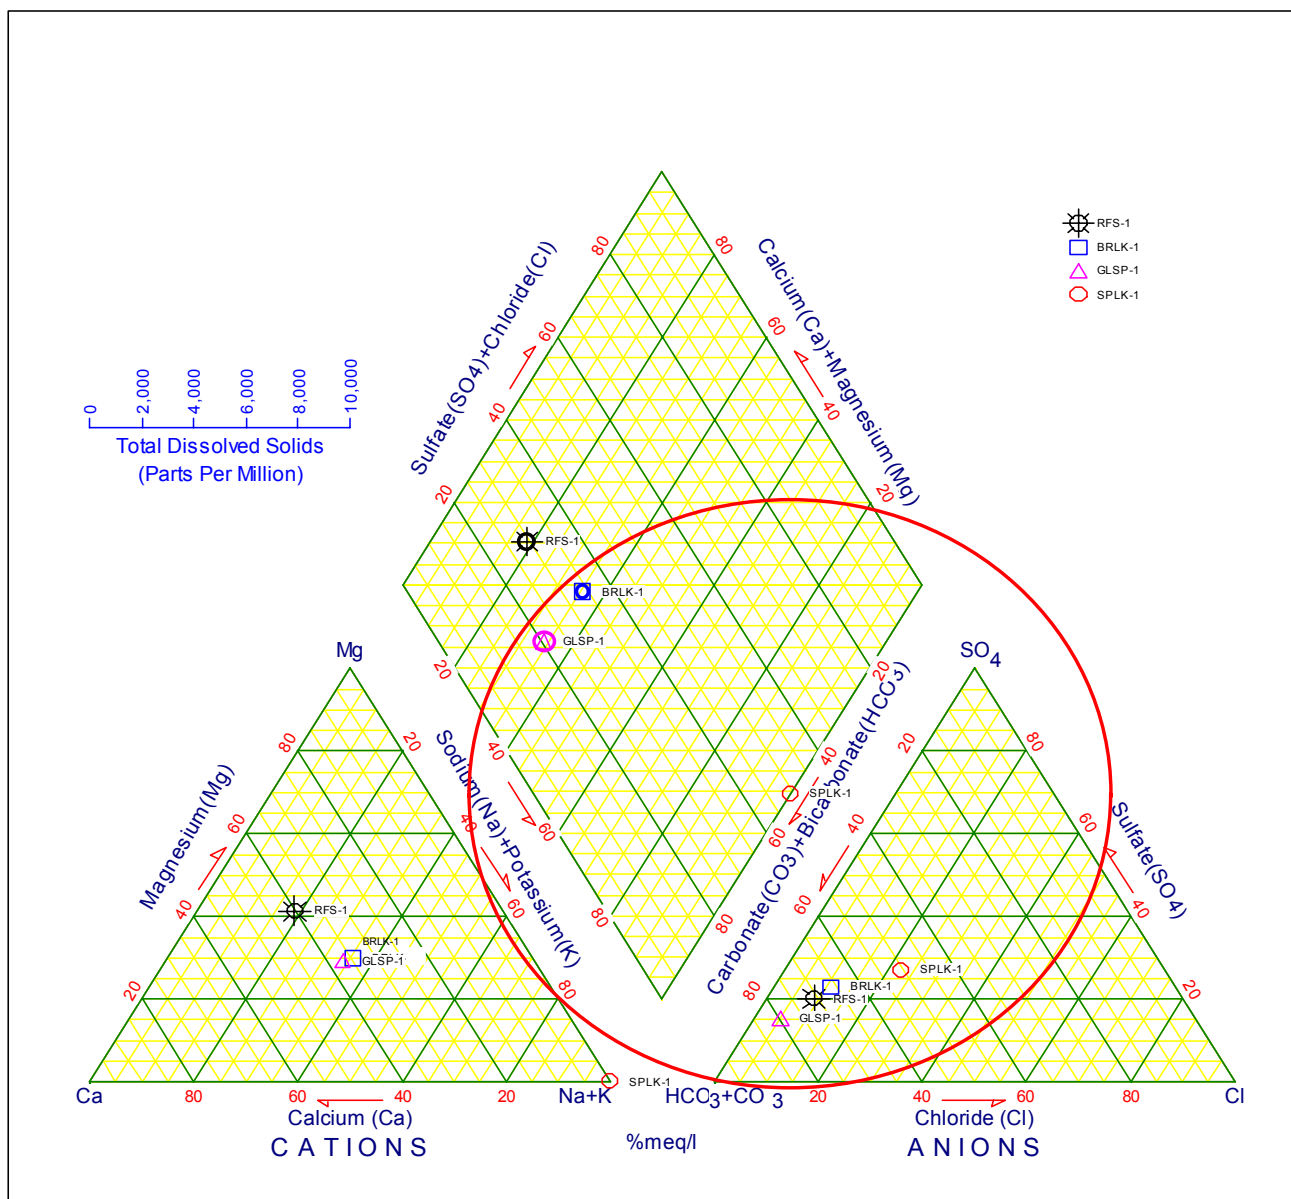 RFS-1
BRLK-1
GLSP-1
SPLK-1
80
80
Sulfate(SO4)+Chloride(Cl)
Calcium(Ca)+Magnesium(Mg)
60
60
40
40
20
20
0
2,000
4,000
6,000
8,000
10,000
Total Dissolved Solids
(Parts Per Million)
RFS-1
BRLK-1
GLSP-1
SPLK-1
20
20
40
40
60
60
80
80
Sodium(Na)+Potassium(K)
Carbonate(CO3)+Bicarbonate(HCO3)
Mg
80
20
Magnesium(Mg)
60
40
40
60
20
80
RFS-1
BRLK-1
GLSP-1
SPLK-1
Ca
80
60
40
20
Na+K
Calcium (Ca)
CATIONS
%meq/l
SO4
20
80
40
60
Sulfate(SO4)
60
40
80
20
SPLK-1
BRLK-1
RFS-1
GLSP-1
HCO3+CO3
20
40
60
80
Cl
Chloride (Cl)
ANIONS